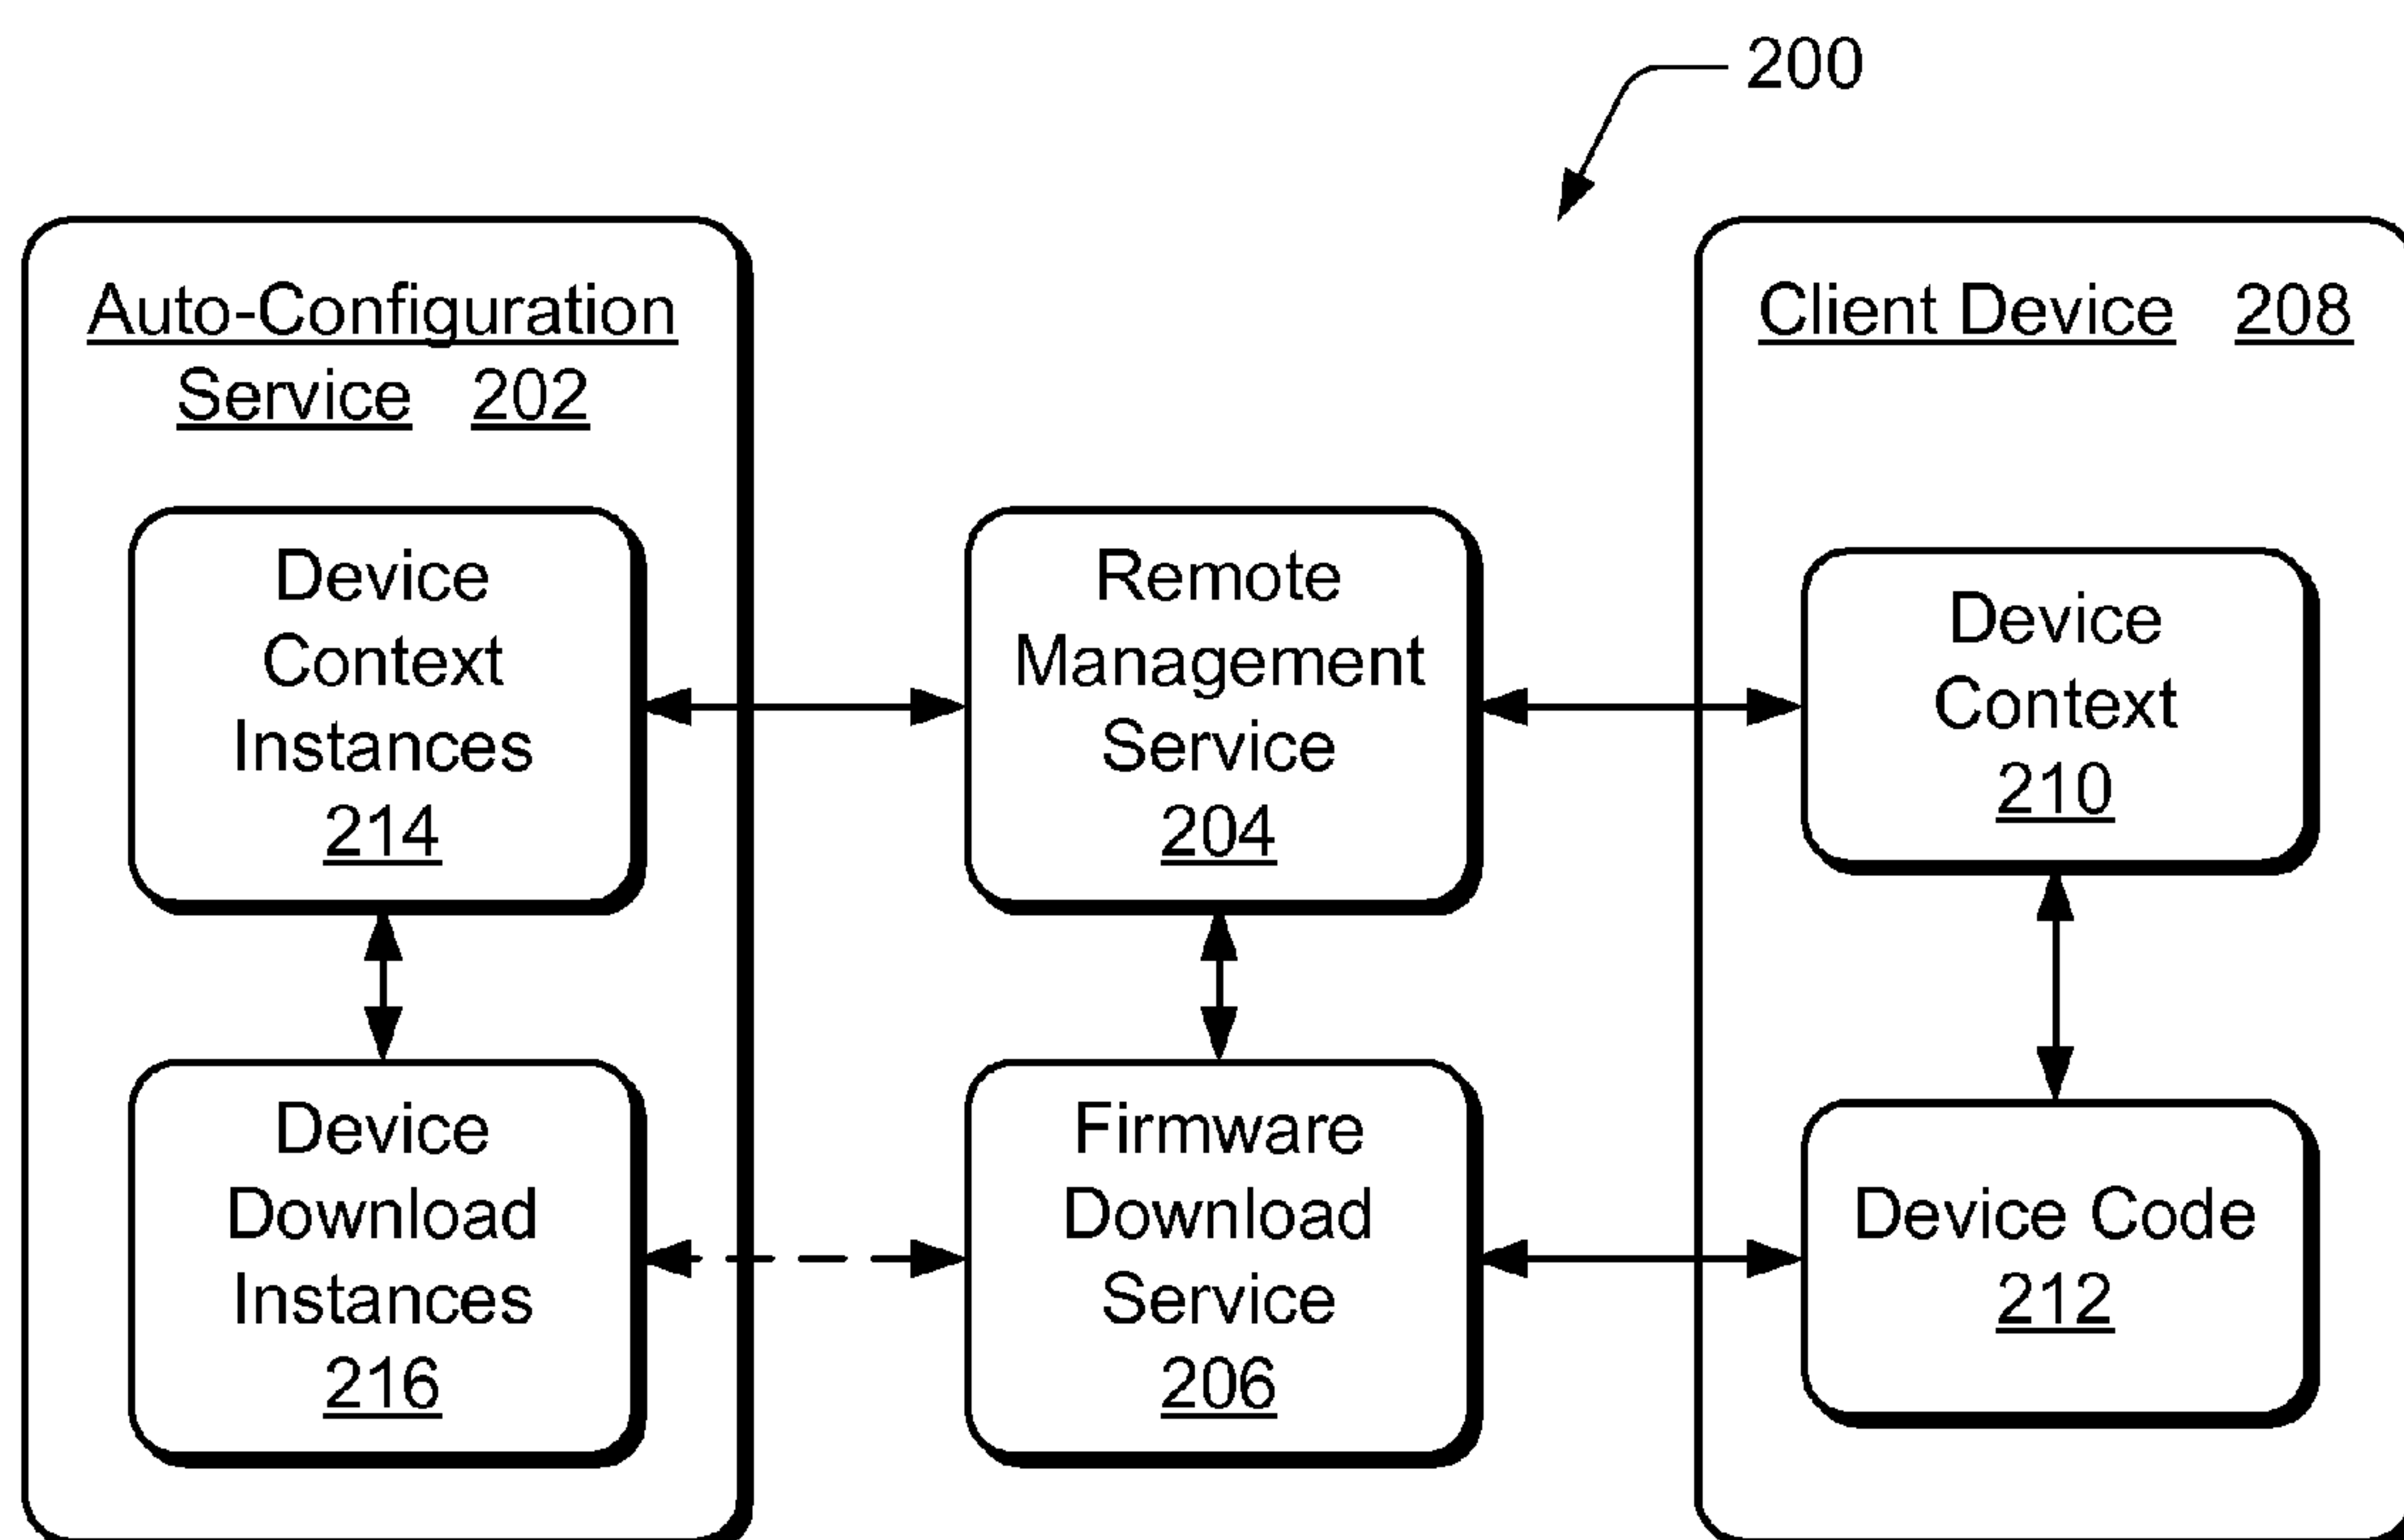 200
Auto-Configuration
Service 202
Device
Context
Instances
214
Device
Download
Instances
216
Remote
Management
Service
204
Firmware
Download
Service
206
Client Device 208
Device
Context
210
Device Code
212